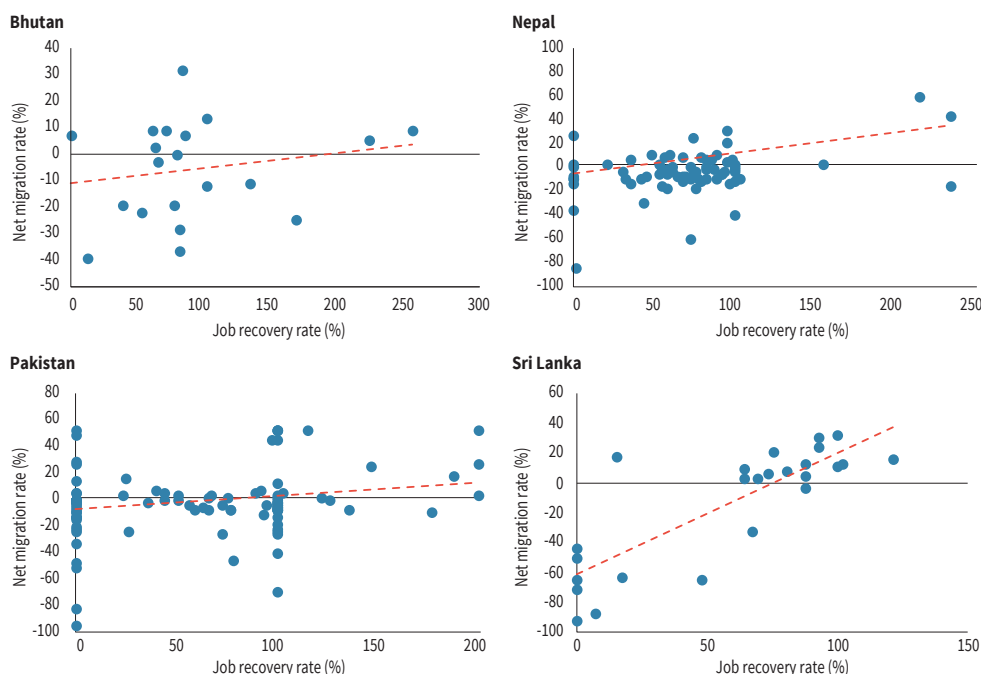 Bhutan
Net migration rate (%)
40
30
20
10
0
-10
-20
-30
-40
-50
0 50 100 150 200 250 300
Job recovery rate (%)
Nepal
Net migration rate (%)
100
80
60
40
20
0
-20
-40
-60
-80
-100
0 50 100 150 200 250
Job recovery rate (%)
Pakistan
Net migration rate (%)
80
60
40
20
0
-20
-40
-60
-80
-100
0 50 100 150 200
Job recovery rate (%)
Sri Lanka
Net migration rate (%)
60
40
20
0
-20
-40
-60
-80
-100
0 50 100 150
Job recovery rate (%)